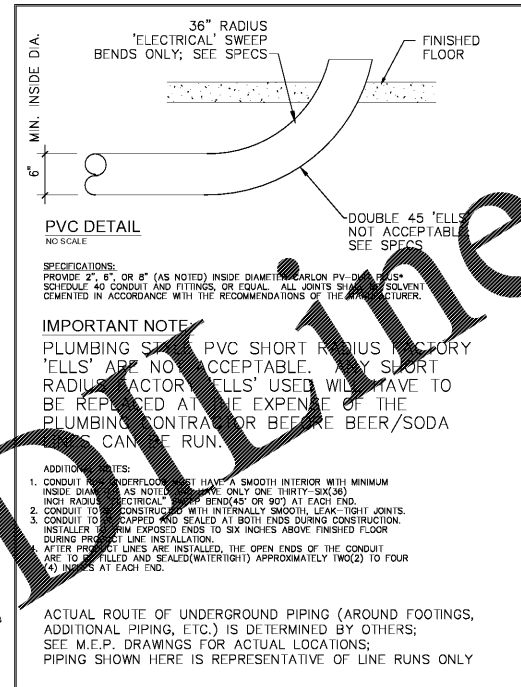 36" RADIUS
'ELECTRICAL' SWEEP
BENDS ONLY; SEE SPECS
FINISHED
FLOOR
6" MIN. INSIDE DIA.
DOUBLE 45 'ELLS'
NOT ACCEPTABLE
SEE SPECS
PVC DETAIL
NO SCALE
SPECIFICATIONS:
PROVIDE 2", 6", OR 8" (AS NOTED) INSIDE DIAMETER CARLON
SCHEDULE 40 CONDUIT AND FITTINGS, OR EQUAL. ALL JOINTS SHALL BE SOLVENT
CEMENTED IN ACCORDANCE WITH THE RECOMMENDATIONS OF THE MANUFACTURER.
IMPORTANT NOTE
PLUMBING STYLE PVC SHORT RADIUS FACTORY
'ELLS' ARE NOT ACCEPTABLE. ANY SHORT
RADIUS FACTORY 'ELLS' USED WILL HAVE TO
BE REPLACED AT THE EXPENSE OF THE
PLUMBING CONTRACTOR BEFORE BEER/SODA
LINES CAN BE RUN.
ADDITIONAL NOTES:
1. CONDUIT RUN UNDERFLOOR MUST HAVE A SMOOTH INTERIOR WITH MINIMUM
INSIDE DIAMETER AS NOTED AND HAVE ONLY ONE THIRTY-SIX(36)
INCH RADIUS "ELECTRICAL" SWEEP BEND(45° OR 90°) AT EACH END.
2. CONDUIT TO BE CONSTRUCTED WITH INTERNALLY SMOOTH, LEAK-TIGHT JOINTS.
3. CONDUIT TO BE CAPPED AND SEALED AT BOTH ENDS DURING CONSTRUCTION.
INSTALLER TO TRIM EXPOSED ENDS TO SIX INCHES ABOVE FINISHED FLOOR
DURING PRODUCT LINE INSTALLATION.
4. AFTER PRODUCT LINES ARE INSTALLED, THE OPEN ENDS OF THE CONDUIT
ARE TO BE FILLED AND SEALED(WATERTIGHT) APPROXIMATELY TWO(2) TO FOUR
(4) INCHES AT EACH END.
ACTUAL ROUTE OF UNDERGROUND PIPING (AROUND FOOTINGS,
ADDITIONAL PIPING, ETC.) IS DETERMINED BY OTHERS;
SEE M.E.P. DRAWINGS FOR ACTUAL LOCATIONS;
PIPING SHOWN HERE IS REPRESENTATIVE OF LINE RUNS ONLY
DILine